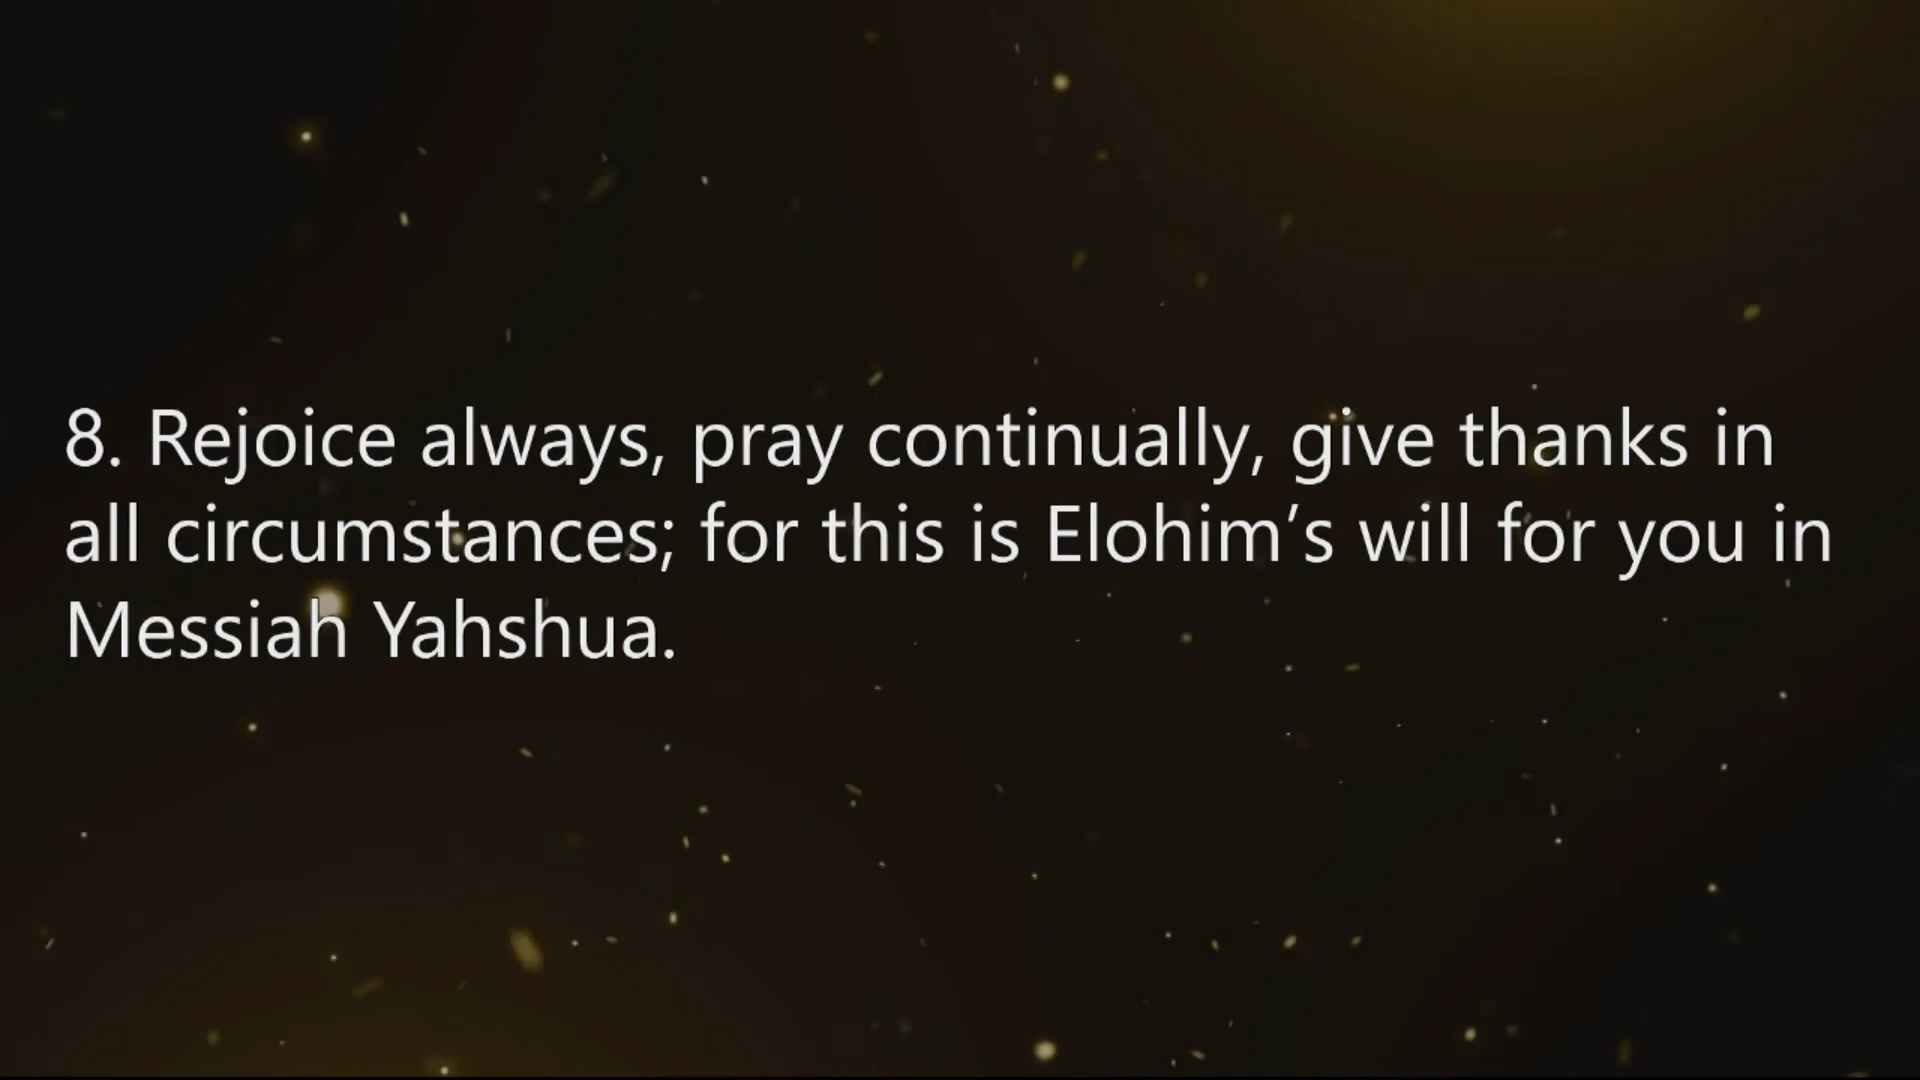 8. Rejoice always, pray continually, give thanks in
all circumstances; for this is Elohim’s will for you in
Messiah Yahshua.